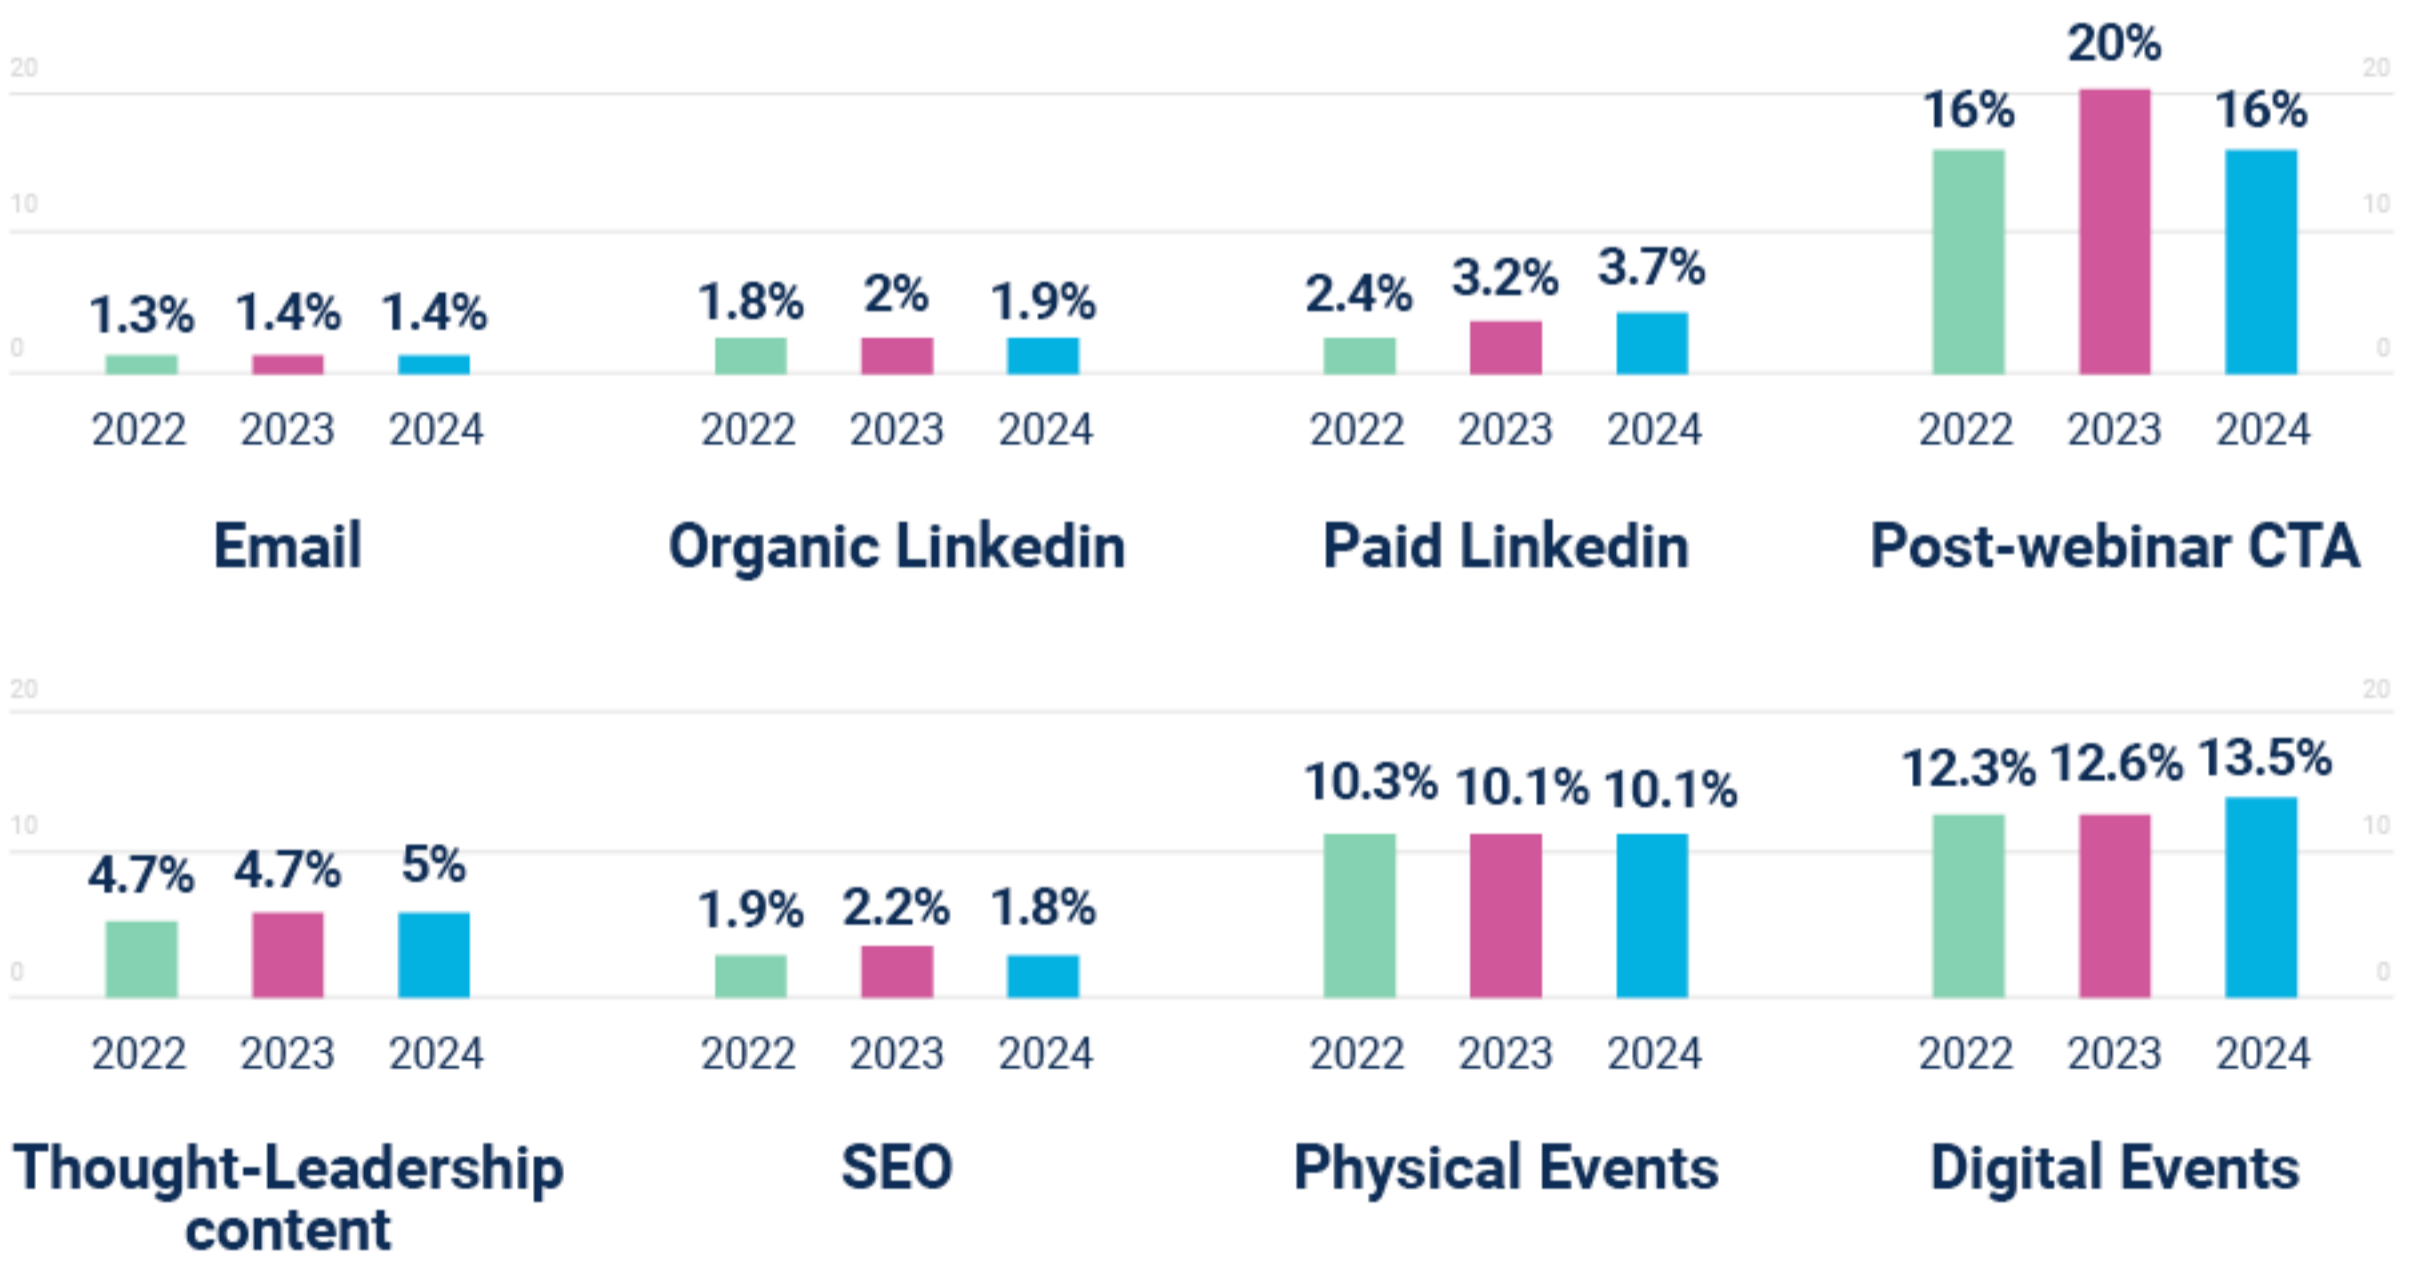 20%
20 20
16% 16%
10 10
1.3% 1.4% 1.4% 1.8% 2% 1.9% 2.4% 3.2% 3.7%
0 0
2022 2023 2024 2022 2023 2024 2022 2023 2024 2022 2023 2024
Email Organic Linkedin Paid Linkedin Post-webinar CTA
20 20
10.3% 10.1% 10.1% 12.3% 12.6% 13.5%
10 10
4.7% 4.7% 5% 1.9% 2.2% 1.8%
0 0
2022 2023 2024 2022 2023 2024 2022 2023 2024 2022 2023 2024
Thought-Leadership SEO Physical Events Digital Events
content